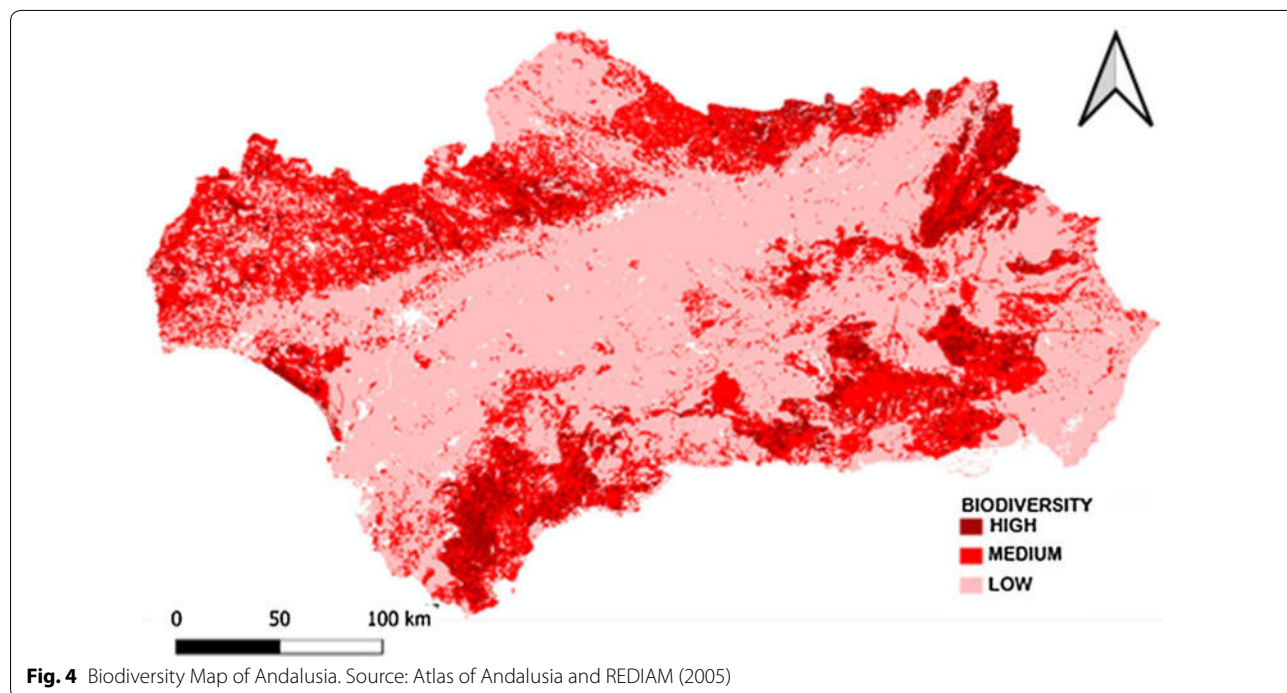 BIODIVERSITY
HIGH
MEDIUM
LOW
0 50 100 km
Fig. 4 Biodiversity Map of Andalusia. Source: Atlas of Andalusia and REDIAM (2005)